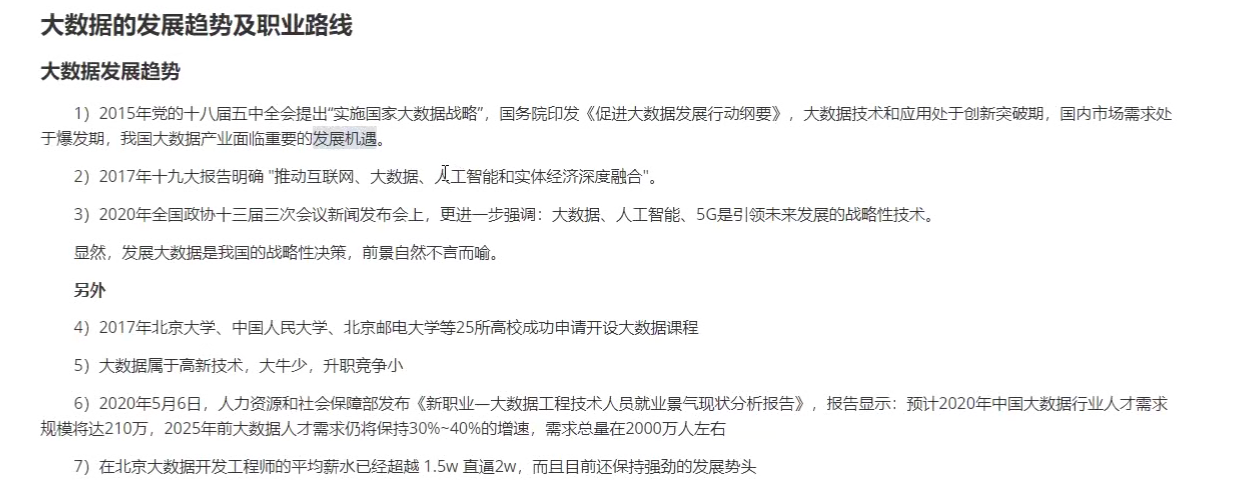 大数据的发展趋势及职业路线
大数据发展趋势
1）2015年党的十八届五中全会提出“实施国家大数据战略”，国务院印发《促进大数据发展行动纲要》，大数据技术和应用处于创新突破期，国内市场需求处
于爆发期，我国大数据产业面临重要的发展机遇。
2）2017年十九大报告明确 "推动互联网、大数据、人工智能和实体经济深度融合"。
3）2020年全国政协十三届三次会议新闻发布会上，更进一步强调：大数据、人工智能、5G是引领未来发展的战略性技术。
显然，发展大数据是我国的战略性决策，前景自然不言而喻。
另外
4）2017年北京大学、中国人民大学、北京邮电大学等25所高校成功申请开设大数据课程
5）大数据属于高新技术，大牛少，升职竞争小
6）2020年5月6日，人力资源和社会保障部发布《新职业—大数据工程技术人员就业景气现状分析报告》，报告显示：预计2020年中国大数据行业人才需求
规模将达210万，2025年前大数据人才需求仍将保持30%~40%的增速，需求总量在2000万人左右
7）在北京大数据开发工程师的平均薪水已经超越 1.5w 直逼2w，而且目前还保持强劲的发展势头